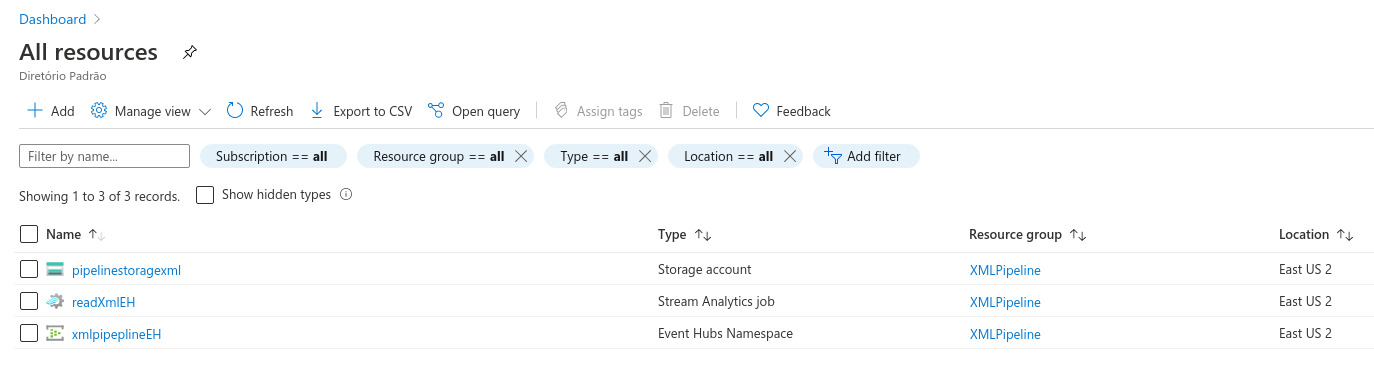 Dashboard
All resources
Diretório Padrão
Add Manage view Refresh Export to CSV Open query Assign tags Delete Feedback
Filter by name... Subscription == all Resource group == all Type == all Location == all Add filter
Showing 1 to 3 of 3 records. Show hidden types
Name Type Resource group Location
pipelinestoragexml Storage account XMLPipeline East US 2
readXmlEH Stream Analytics job XMLPipeline East US 2
xmlpipeplineEH Event Hubs Namespace XMLPipeline East US 2